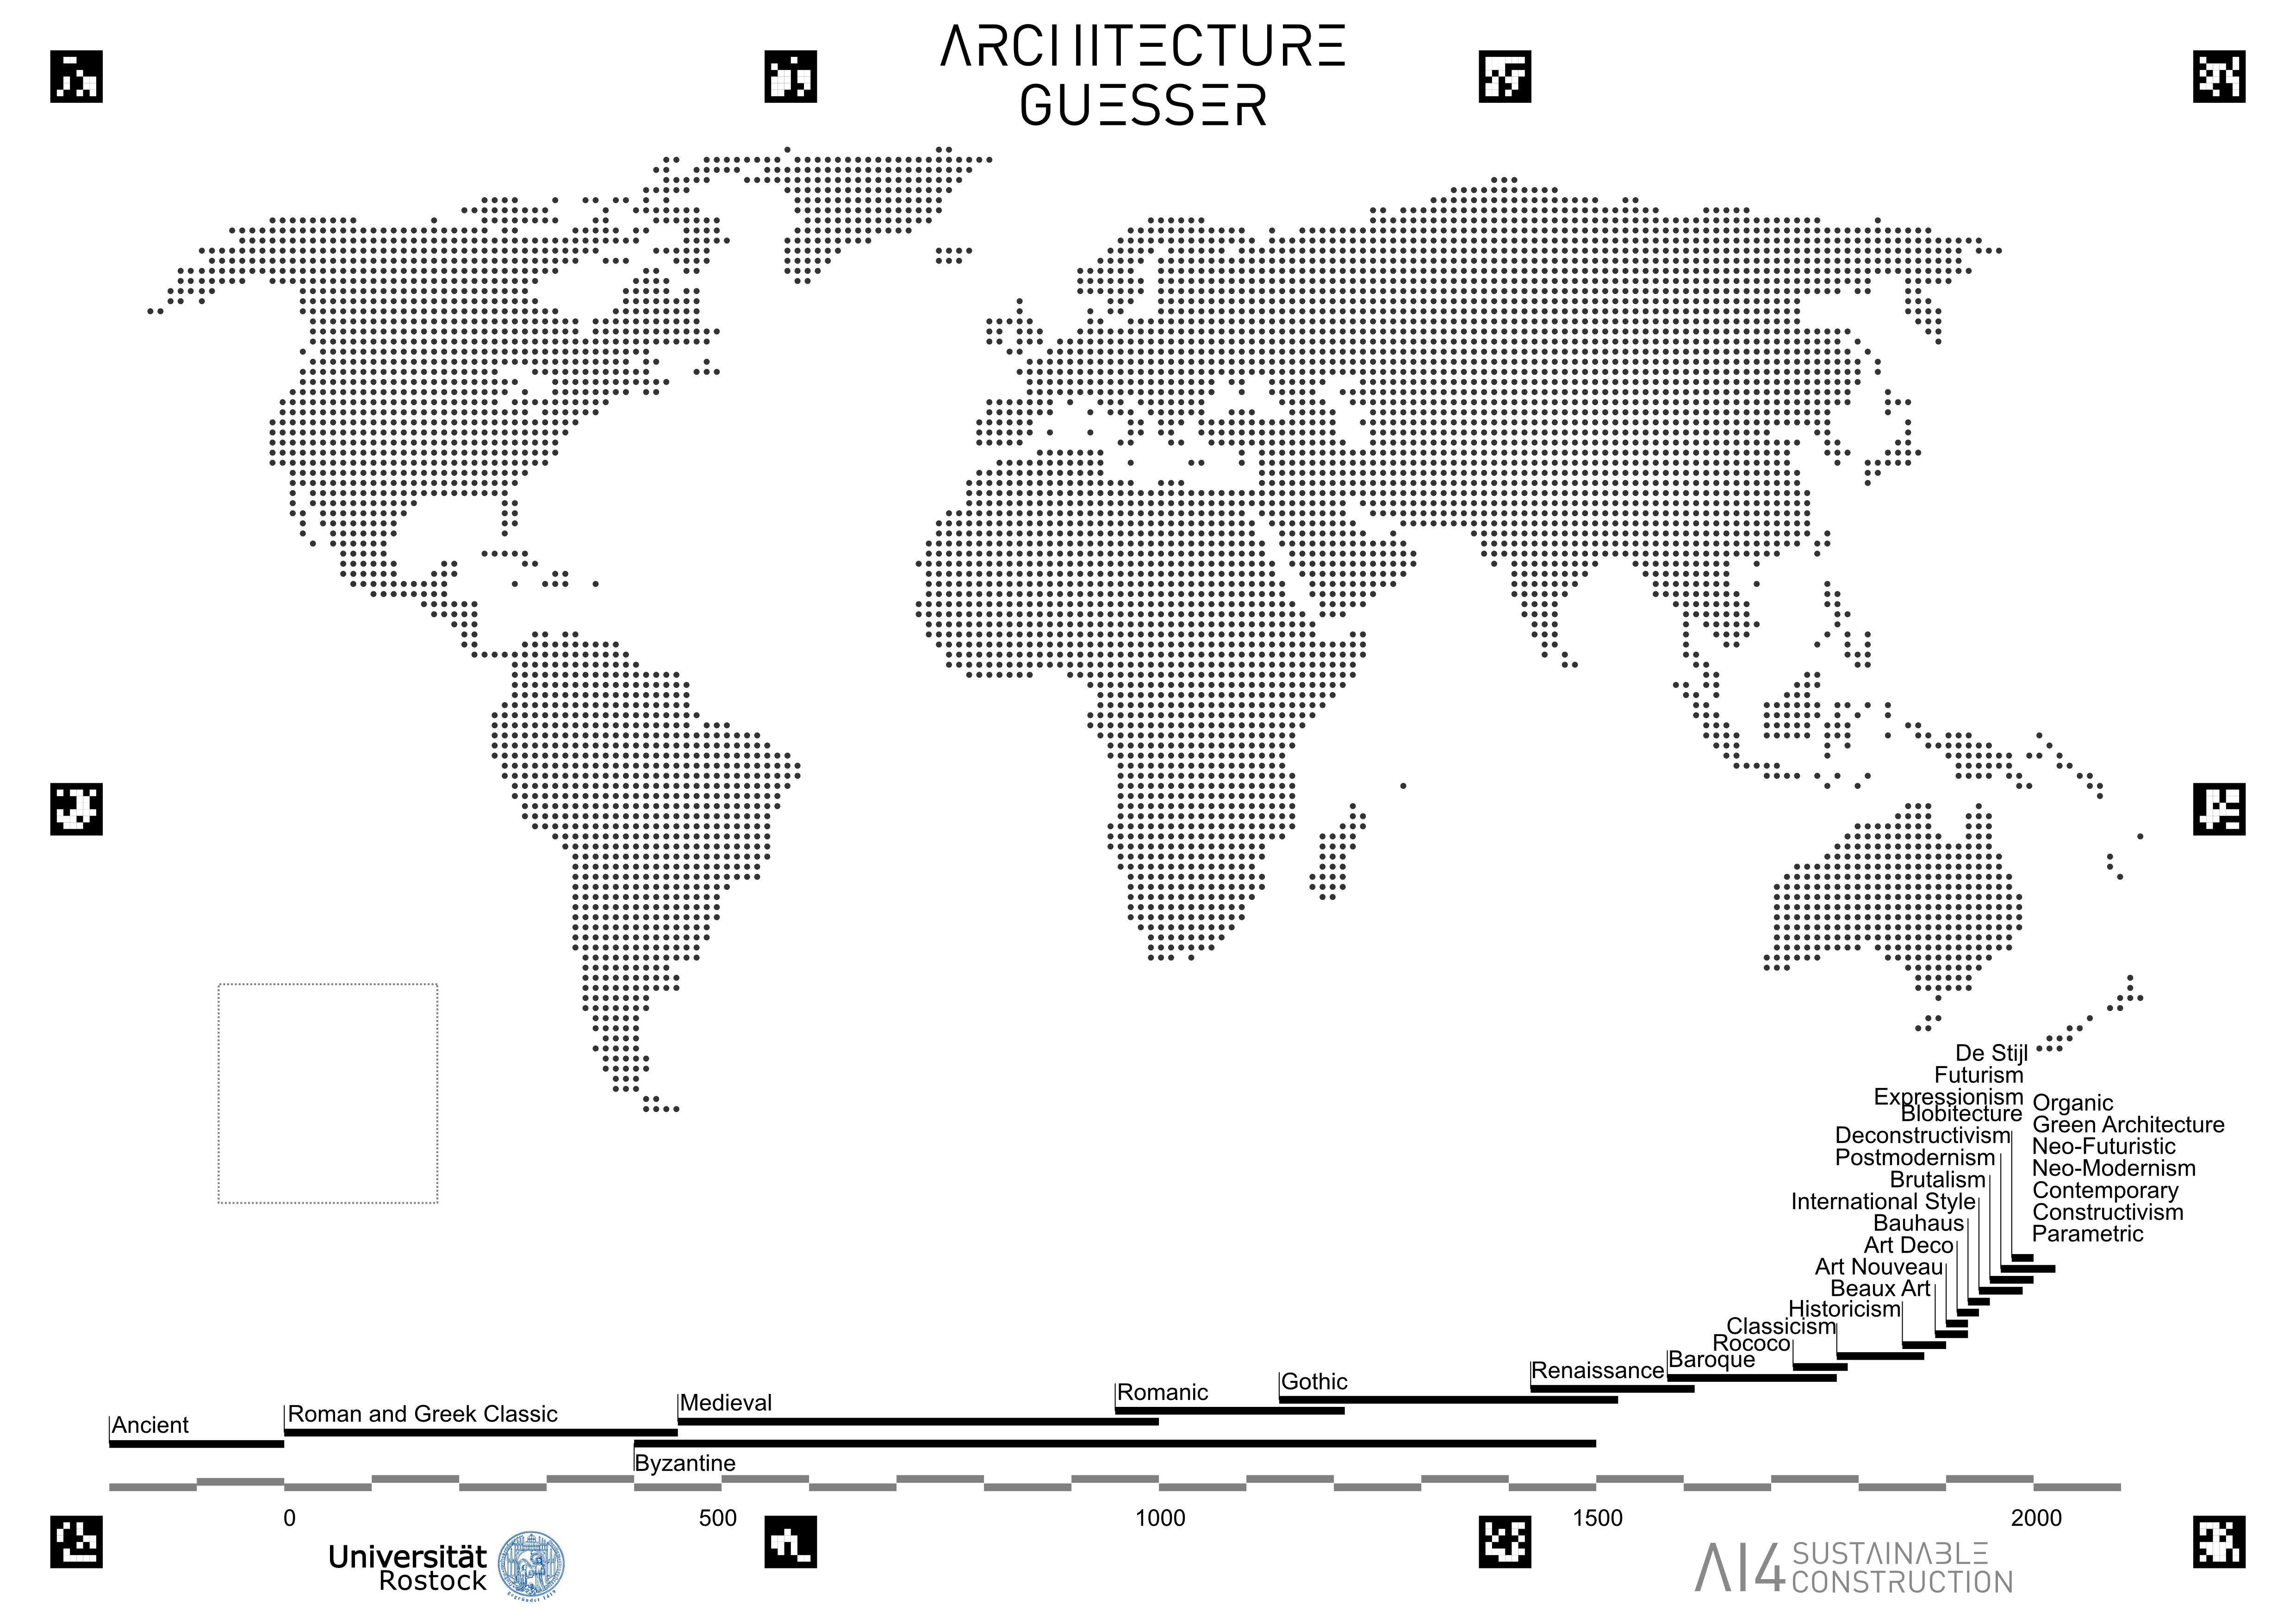 ARCHITECTURE
GUESSER
De Stijl
Futurism
Expressionism
Blobitecture
Deconstructivism
Postmodernism
Brutalism
International Style
Bauhaus
Art Deco
Art Nouveau
Beaux Art
Historicism
Classicism
Rococo
Baroque
Renaissance
Organic
Green Architecture
Neo-Futuristic
Neo-Modernism
Contemporary
Constructivism
Parametric
Gothic
Romanic
Medieval
Roman and Greek Classic
Ancient
Byzantine
0 500 1000 1500 2000
Universität
Rostock
AI4 SUSTAINABLE
CONSTRUCTION